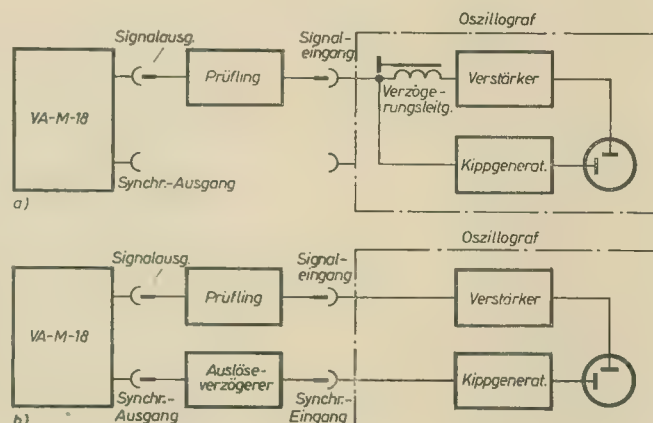 Oszillograf
Signalausg.
Signal-
eingang
VA-M-18
Prüfling
Verzöge-
rungsleitg.
Verstärker
Kippgenerat.
Synchr.-Ausgang
a)
Oszillograf
Signalausg.
Signal-
eingang
VA-M-18
Prüfling
Verstärker
Auslöse-
verzögerer
Kippgenerat.
Synchr.-
Ausgang
Synchr.-
Eingang
b)